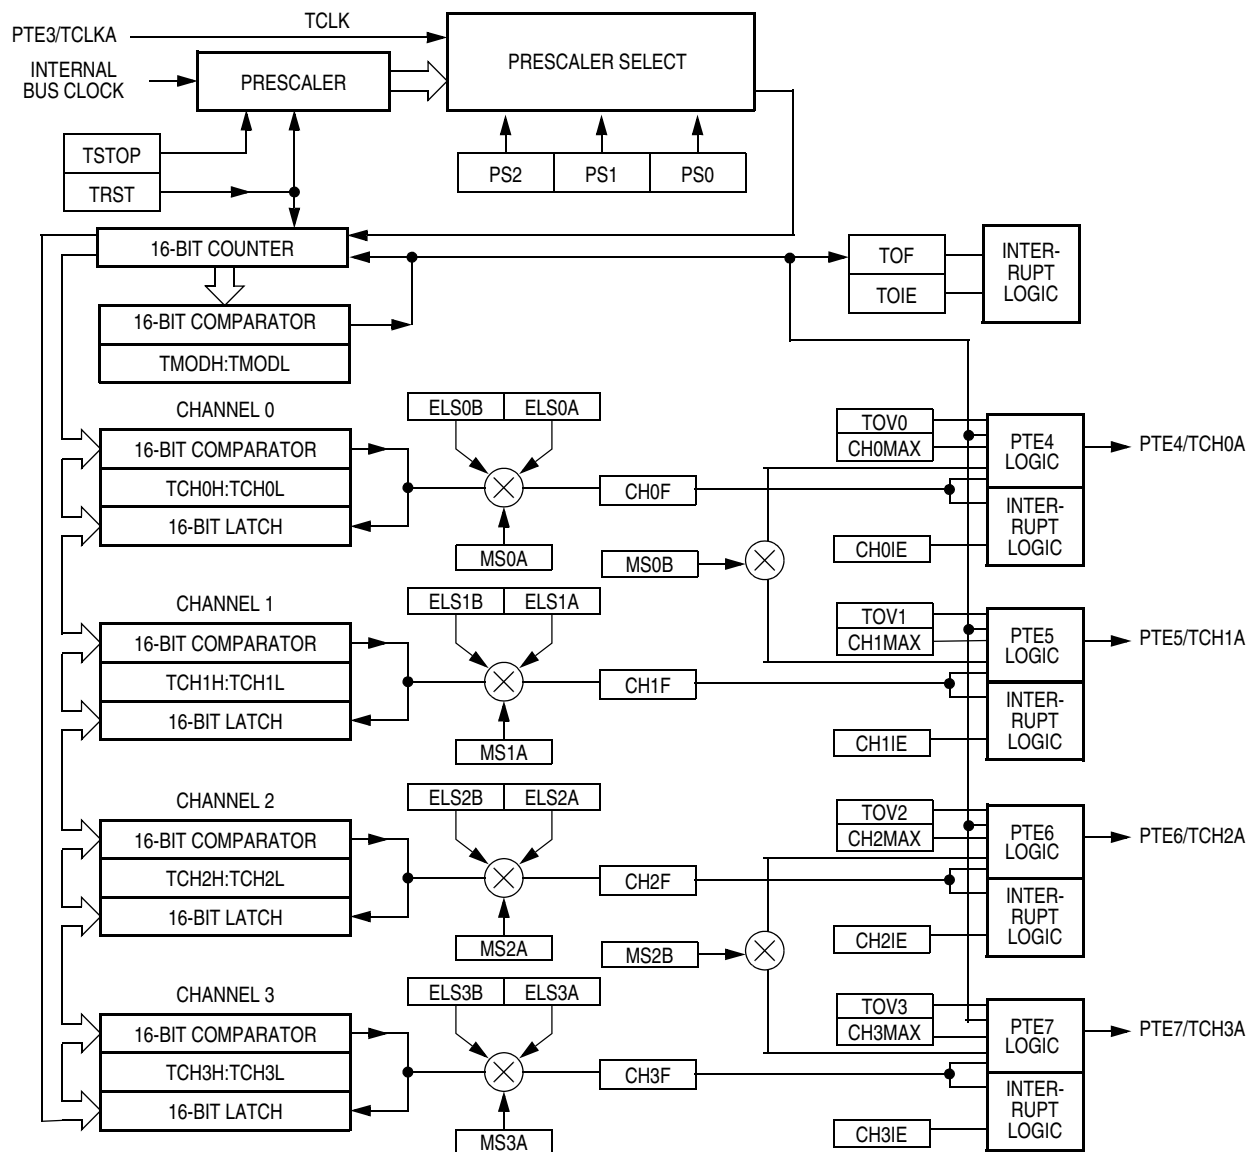 TCLK
PTE3/TCLKA
PRESCALER SELECT
INTERNAL
BUS CLOCK
PRESCALER
TSTOP
TRST
PS2 PS1 PS0
16-BIT COUNTER
TOF
TOIE
INTER-
RUPT
LOGIC
16-BIT COMPARATOR
TMODH:TMODL
CHANNEL 0
ELS0B ELS0A
16-BIT COMPARATOR
TCH0H:TCH0L
16-BIT LATCH
MS0A
CH0F
MS0B
TOV0
CH0MAX
CH0IE
PTE4
LOGIC
INTER-
RUPT
LOGIC
PTE4/TCH0A
CHANNEL 1
ELS1B ELS1A
16-BIT COMPARATOR
TCH1H:TCH1L
16-BIT LATCH
MS1A
CH1F
TOV1
CH1MAX
CH1IE
PTE5
LOGIC
INTER-
RUPT
LOGIC
PTE5/TCH1A
CHANNEL 2
ELS2B ELS2A
16-BIT COMPARATOR
TCH2H:TCH2L
16-BIT LATCH
MS2A
CH2F
MS2B
TOV2
CH2MAX
CH2IE
PTE6
LOGIC
INTER-
RUPT
LOGIC
PTE6/TCH2A
CHANNEL 3
ELS3B ELS3A
16-BIT COMPARATOR
TCH3H:TCH3L
16-BIT LATCH
MS3A
CH3F
TOV3
CH3MAX
CH3IE
PTE7
LOGIC
INTER-
RUPT
LOGIC
PTE7/TCH3A